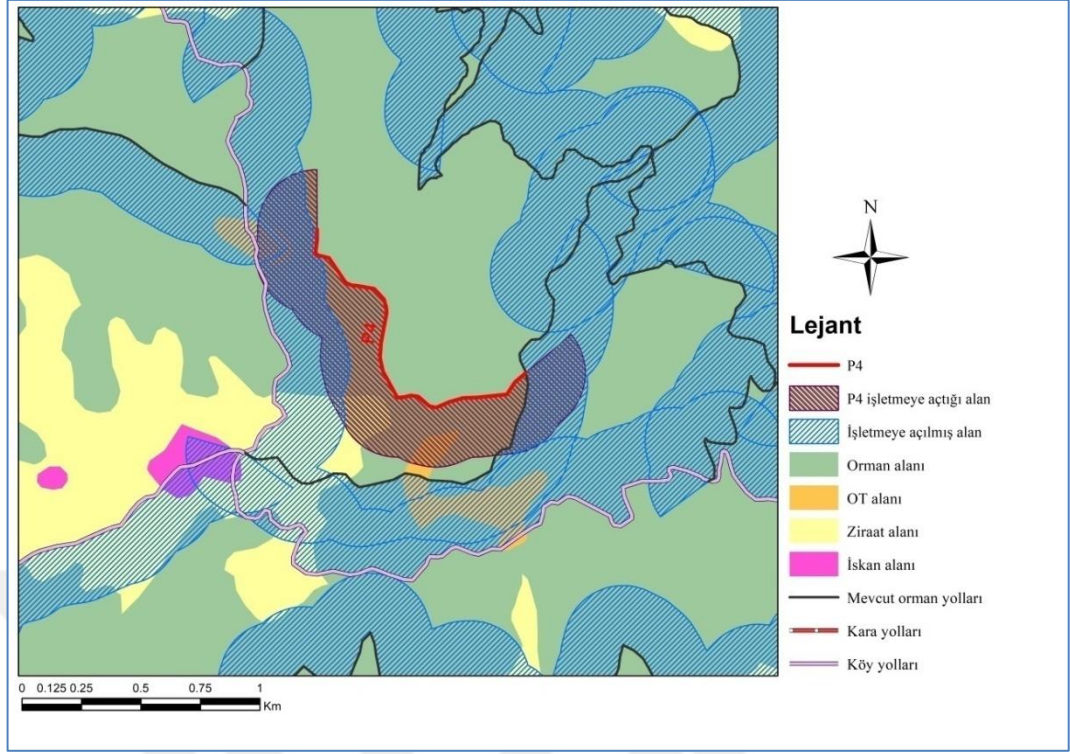 P4
N
Lejant
P4
P4 işletmeye açtığı alan
İşletmeye açılmış alan
Orman alanı
OT alanı
Ziraat alanı
İskan alanı
Mevcut orman yolları
Kara yolları
Köy yolları
0 0.125 0.25 0.5 0.75 1
Km